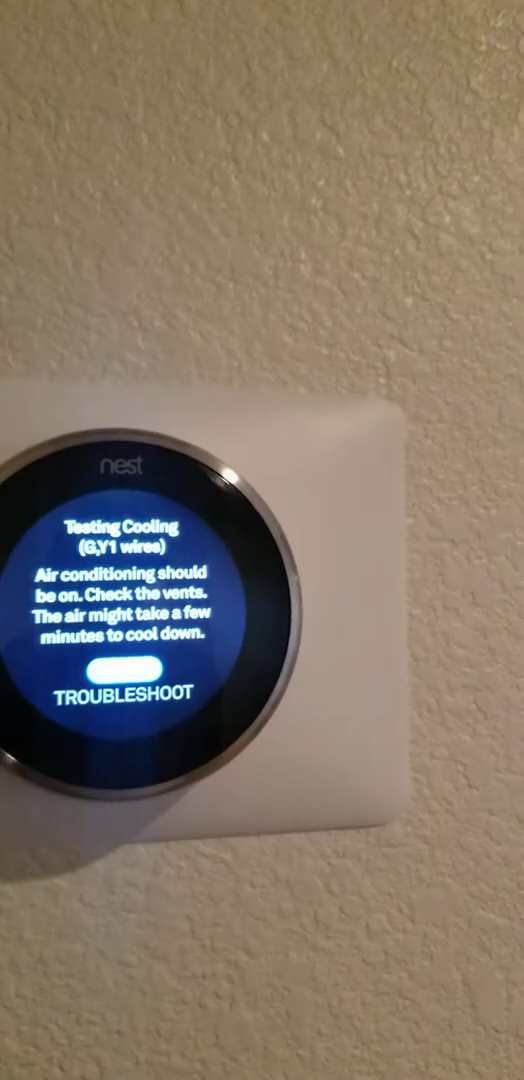 nest
Testing Cooling
(G,Y1 wires)
Air conditioning should
be on. Check the vents.
The air might take a few
minutes to cool down.
TROUBLESHOOT